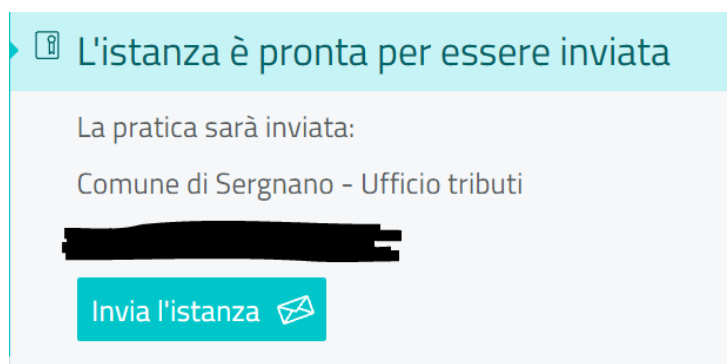 L'istanza è pronta per essere inviata
La pratica sarà inviata:
Comune di Sergnano - Ufficio tributi
Invia l'istanza